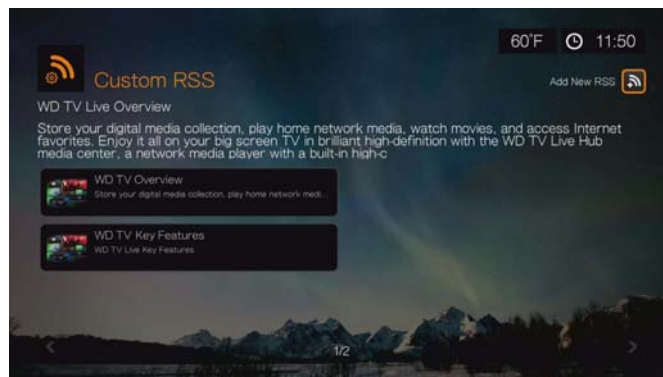 60°F 11:50
Custom RSS
Add New RSS
WD TV Live Overview
Store your digital media collection, play home network media, watch movies, and access Internet
favorites. Enjoy it all on your big screen TV in brilliant high-definition with the WD TV Live Hub
media center, a network media player with a built-in high-c
WD TV Overview
Store your digital media collection, play home network medi...
WD TV Key Features
WD TV Live Key Features
1/2